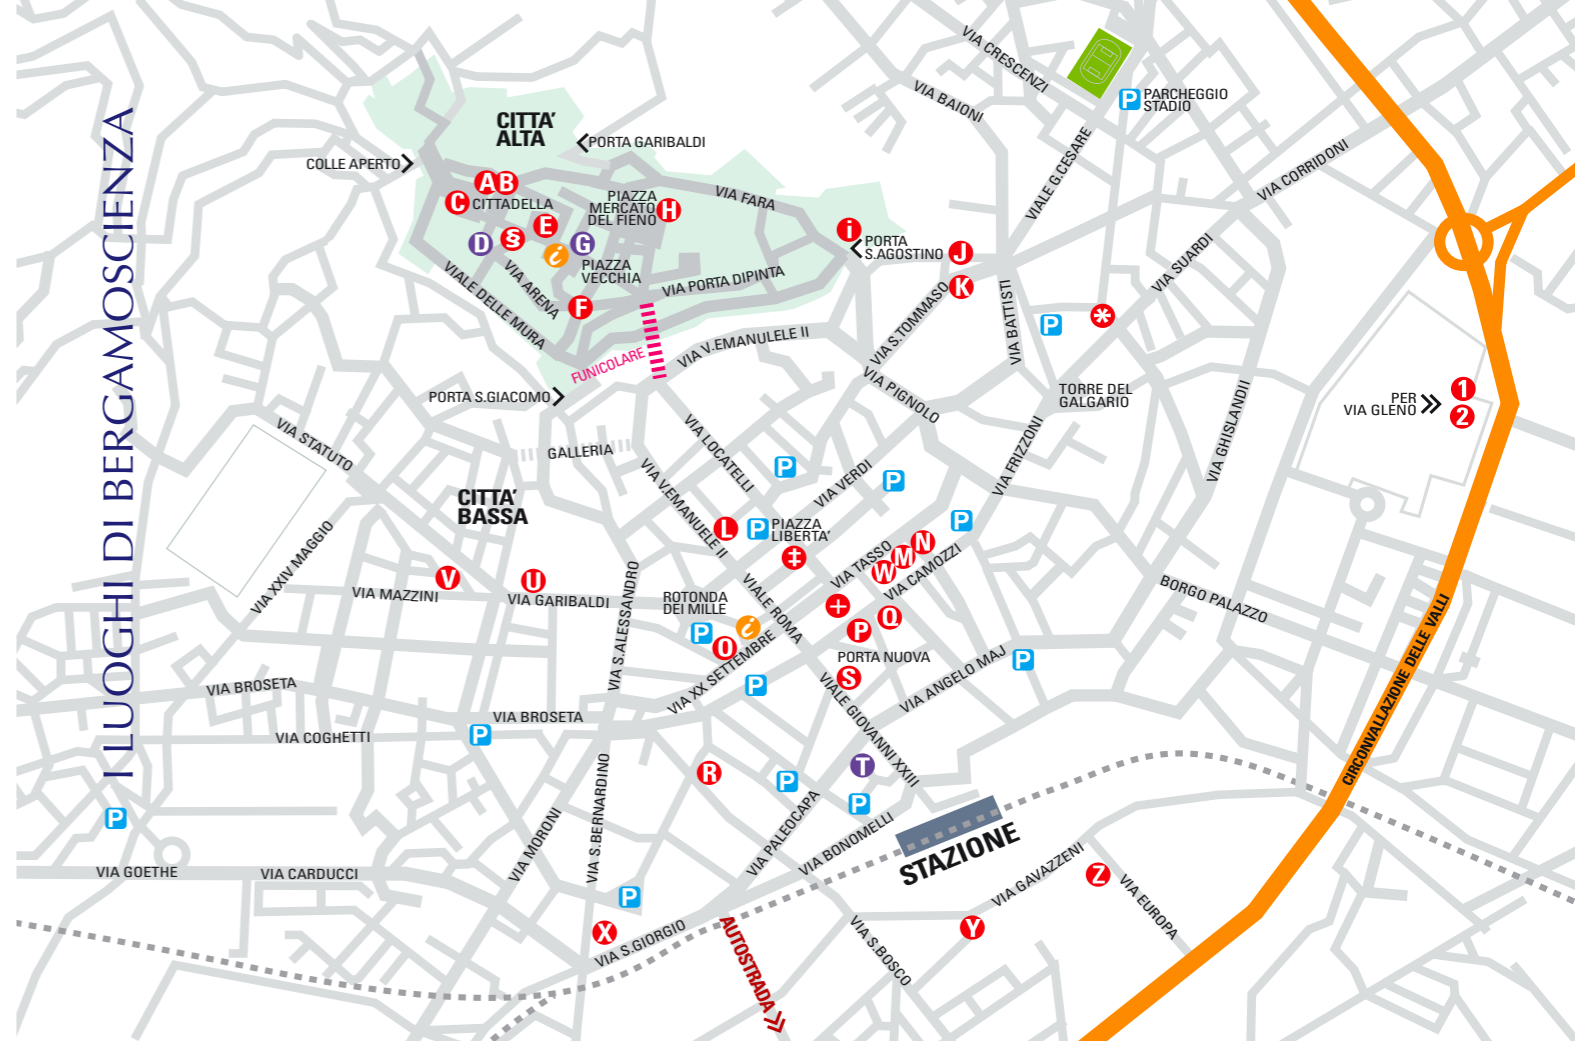 I LUOGHI DI BERGAMOSCIENZA
VIA CRESCENZI
P
PARCHEGGIO
STADIO
VIA BAIONI
CITTA'
ALTA
PORTA GARIBALDI
COLLE APERTO
VIALE G.CESARE
VIA CORRIDONI
A
B
C
CITTADELLA
PIAZZA
MERCATO
DEL FIENO
H
VIA FARA
E
D
§
i
G
PIAZZA
VECCHIA
i
PORTA
S.AGOSTINO
J
K
VIA SUARDI
VIALE DELLE MURA
VIA ARENA
F
VIA PORTA DIPINTA
VIA S.TOMMASO
VIA BATTISTI
P
*
FUNICOLARE
VIA V.EMANULELE II
VIA PIGNOLO
TORRE DEL
GALGARIO
PORTA S.GIACOMO
PER
VIA GLENO
1
2
VIA GHISLANDII
VIA STATUTO
GALLERIA
VIA LOCATELLI
VIA V.EMANUELE II
P
VIA VERDI
P
VIA FRIZZONI
CITTA'
BASSA
L
P
PIAZZA
LIBERTA'
P
‡
VIA TASSO
N
M
W
VIA CAMOZZI
VIA XXIV MAGGIO
VIA MAZZINI
V
U
VIA GARIBALDI
VIA S.ALESSANDRO
ROTONDA
DEI MILLE
VIALE ROMA
BORGO PALAZZO
P
i
O
+
P
Q
PORTA NUOVA
S
VIA XX SETTEMBRE
P
VIA ANGELO MAJ
P
CIRCONVALLAZIONE DELLE VALLI
VIA BROSETA
VIA BROSETA
VIALE GIOVANNI XXIII
VIA COGHETTI
P
R
P
T
P
P
VIA MORONI
VIA S.BERNARDINO
VIA PALEOCAPA
VIA BONOMELLI
STAZIONE
VIA GOETHE
VIA CARDUCCI
P
VIA GAVAZZENI
Z
VIA EUROPA
X
VIA S.GIORGIO
AUTOSTRADA
VIA S.BOSCO
Y